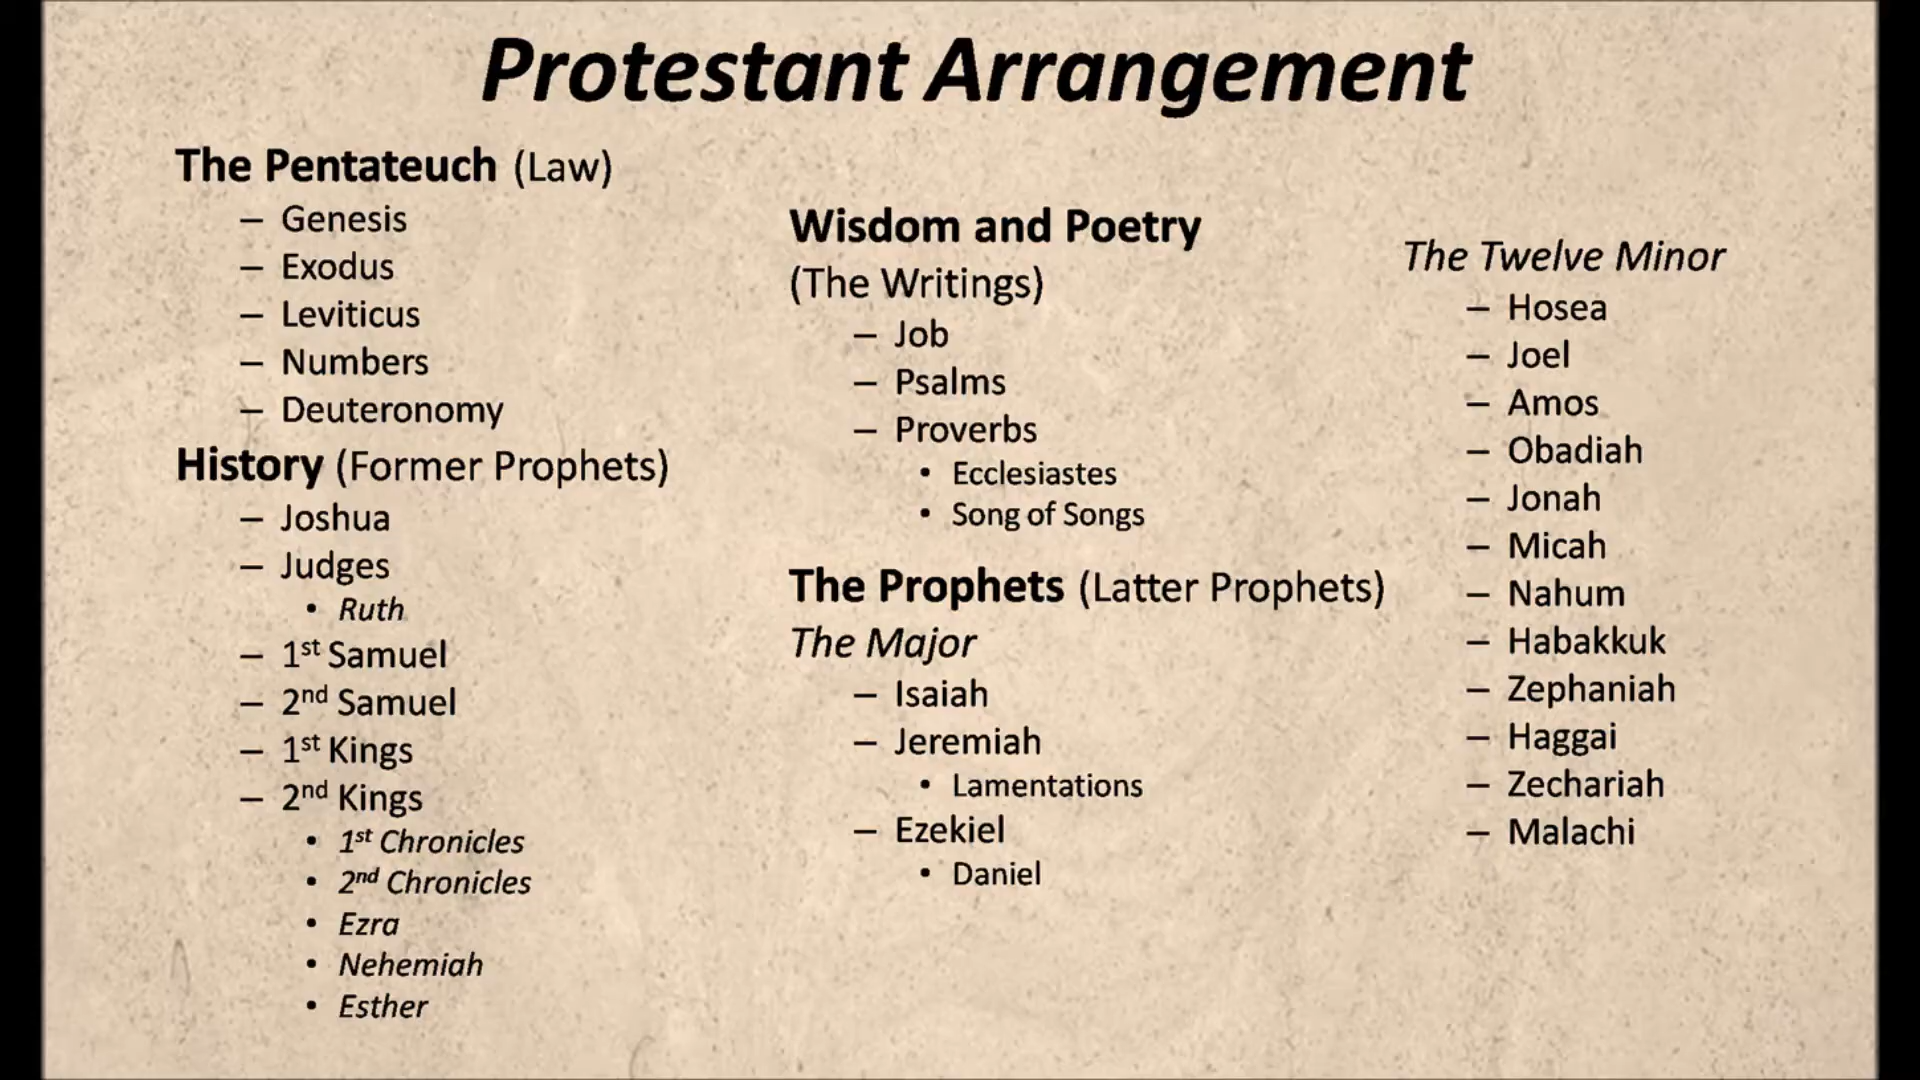 Protestant Arrangement
The Pentateuch (Law)
– Genesis
– Exodus
– Leviticus
– Numbers
– Deuteronomy
History (Former Prophets)
– Joshua
– Judges
• Ruth
– 1st Samuel
– 2nd Samuel
– 1st Kings
– 2nd Kings
• 1st Chronicles
• 2nd Chronicles
• Ezra
• Nehemiah
• Esther
Wisdom and Poetry
(The Writings)
– Job
– Psalms
– Proverbs
• Ecclesiastes
• Song of Songs
The Prophets (Latter Prophets)
The Major
– Isaiah
– Jeremiah
• Lamentations
– Ezekiel
• Daniel
The Twelve Minor
– Hosea
– Joel
– Amos
– Obadiah
– Jonah
– Micah
– Nahum
– Habakkuk
– Zephaniah
– Haggai
– Zechariah
– Malachi